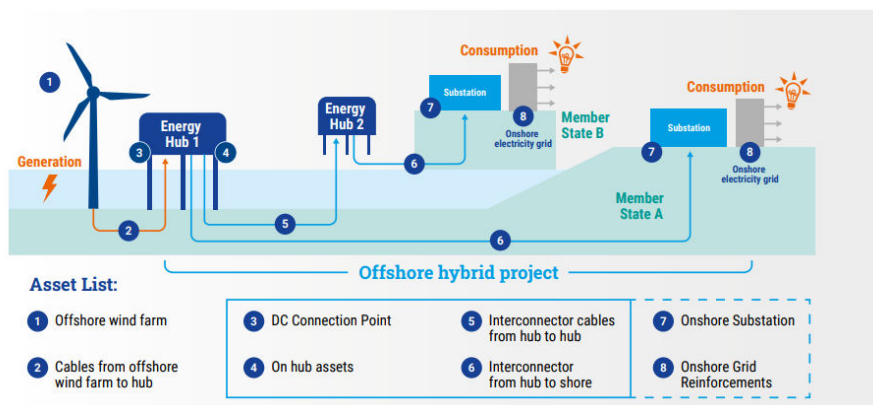 1
Generation
2
Energy
Hub 1
3
4
5
Energy
Hub 2
6
Consumption
Substation
7
8
Onshore
electricity grid
Member
State B
Consumption
Substation
7
8
Onshore
electricity grid
Member
State A
6
Offshore hybrid project
Asset List:
1 Offshore wind farm
2 Cables from offshore
wind farm to hub
3 DC Connection Point
4 On hub assets
5 Interconnector cables
from hub to hub
6 Interconnector
from hub to shore
7 Onshore Substation
8 Onshore Grid
Reinforcements